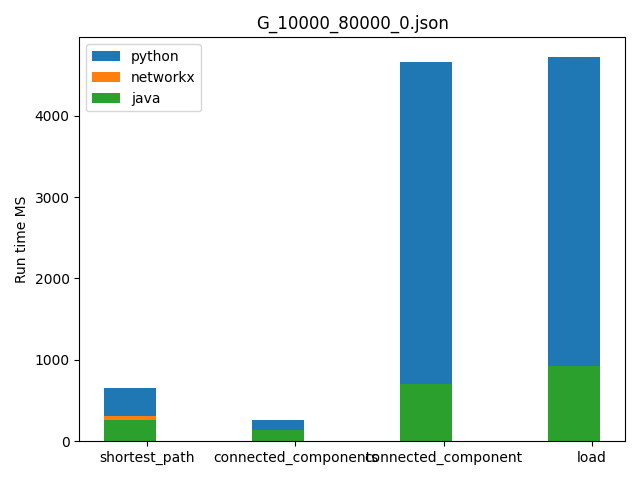 G_10000_80000_0.json
python
networkx
java
Run time MS
4000
3000
2000
1000
0
shortest_path
connected_components
connected_component
load